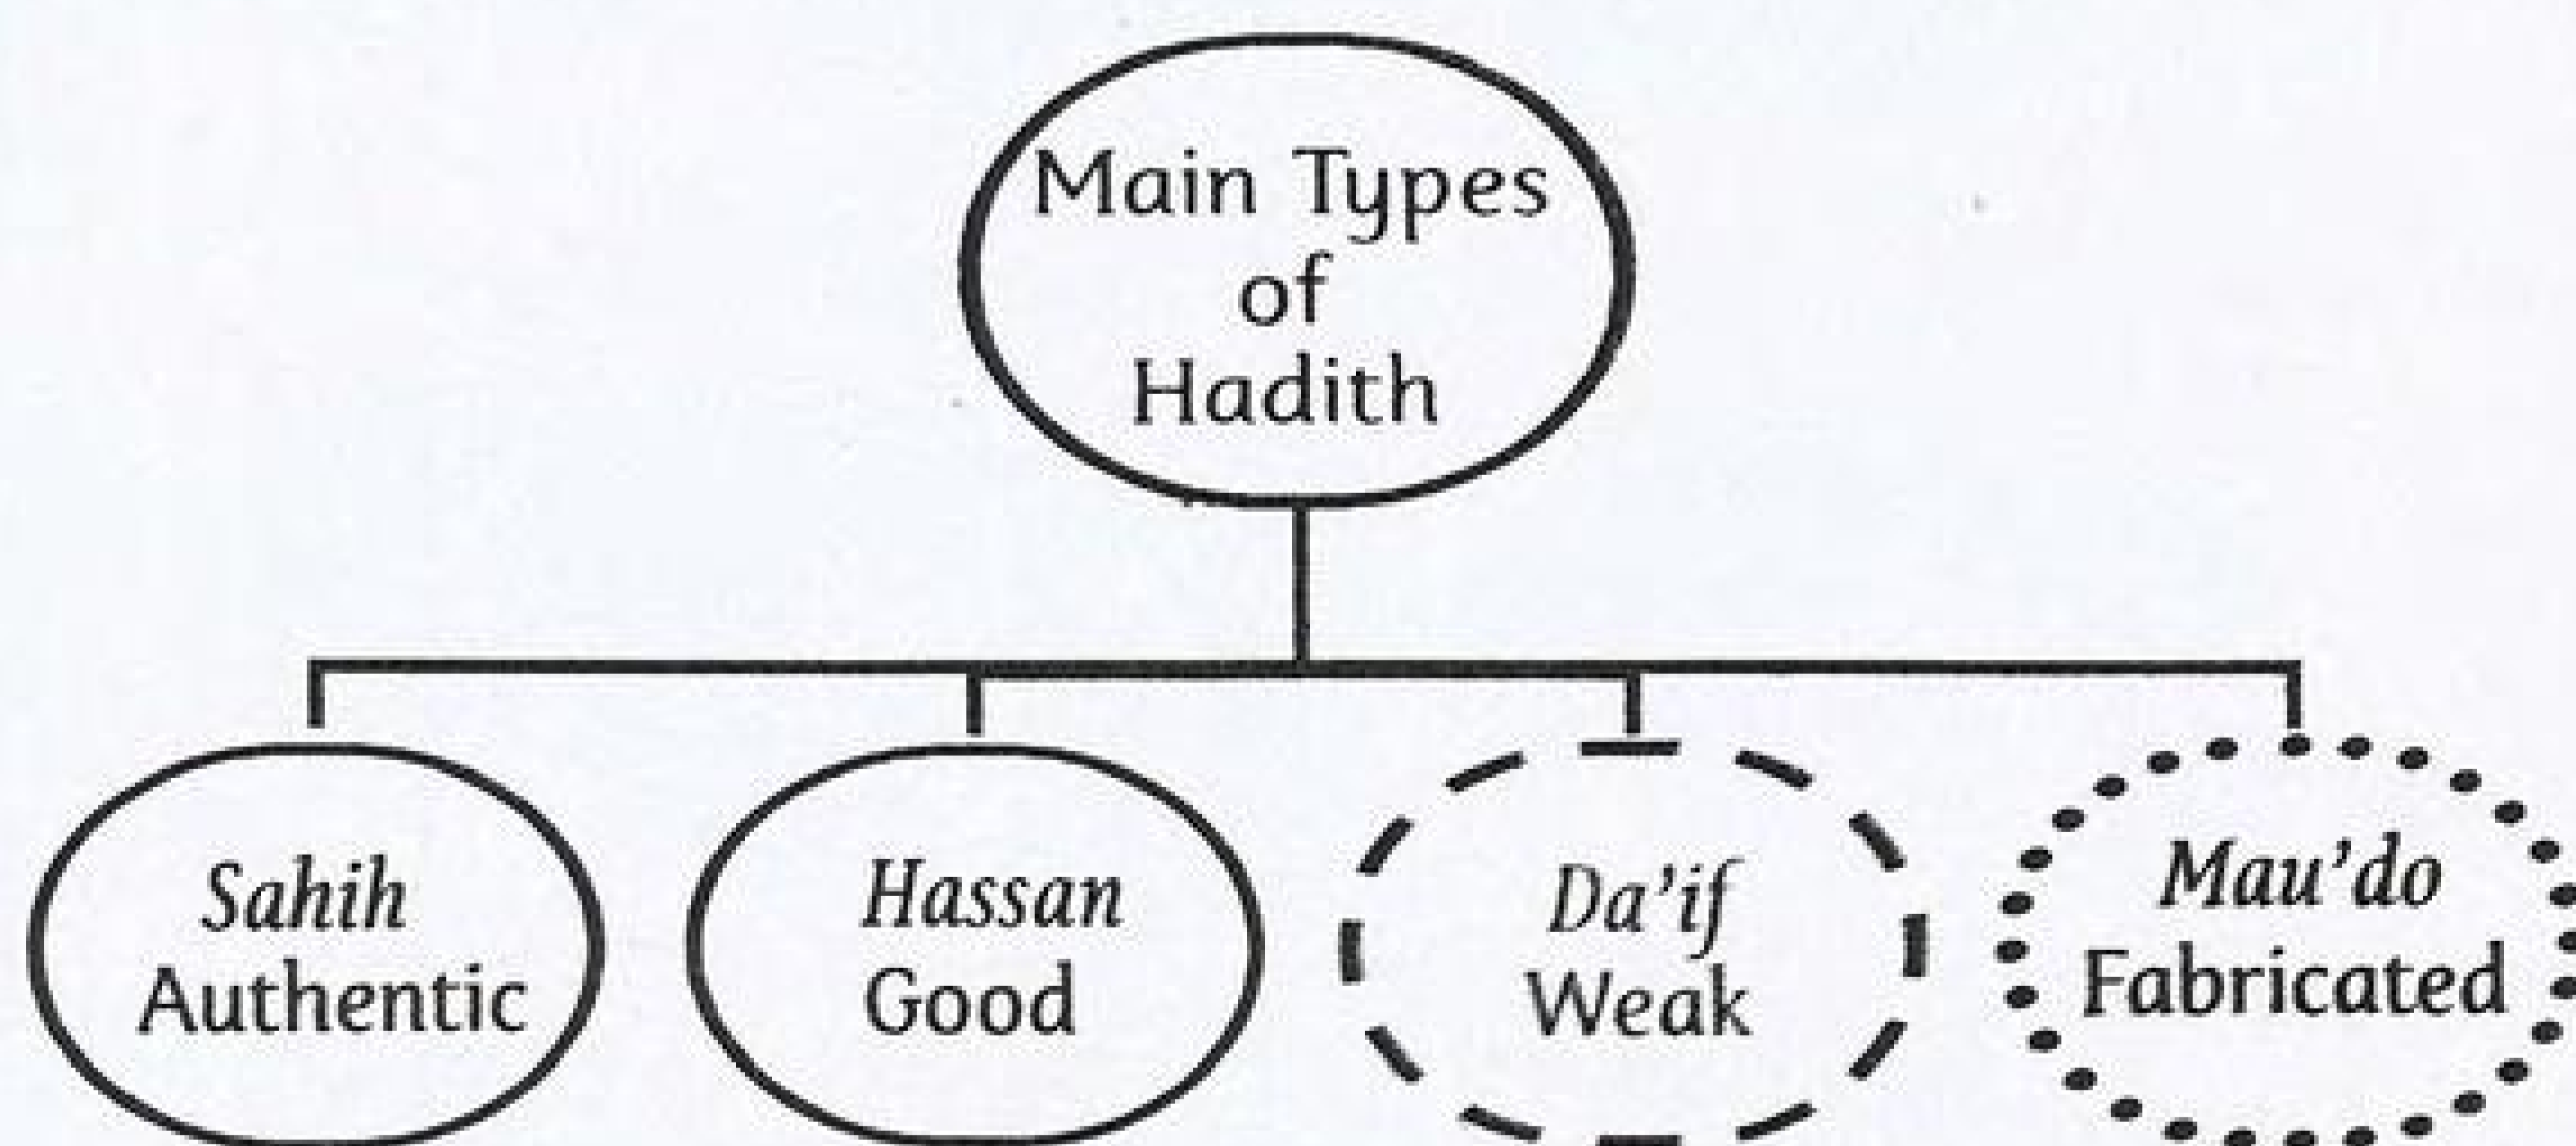 Main Types
of
Hadith
Sahih
Authentic
Hassan
Good
Da'if
Weak
Mau'do
Fabricated